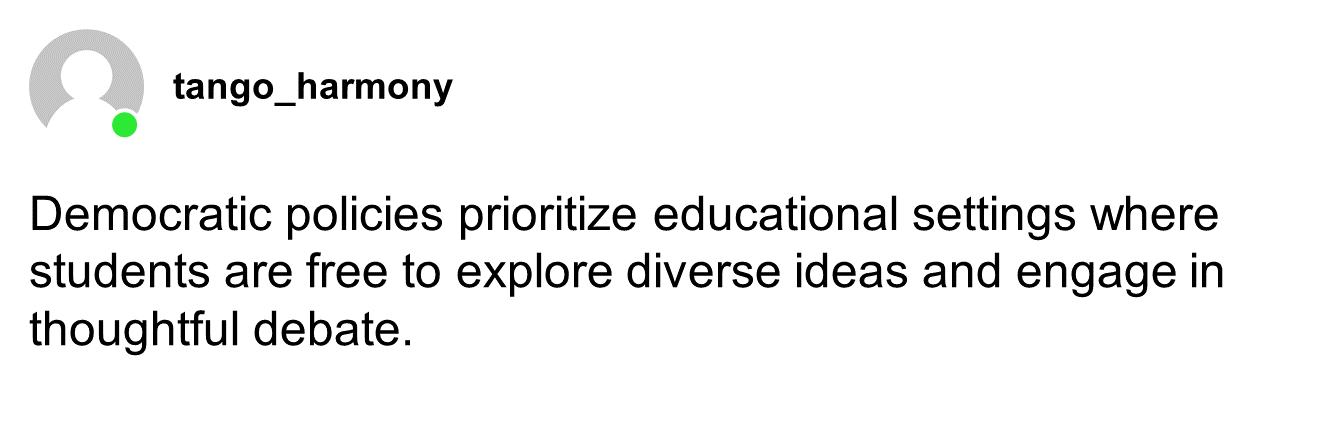 tango_harmony
Democratic policies prioritize educational settings where
students are free to explore diverse ideas and engage in
thoughtful debate.